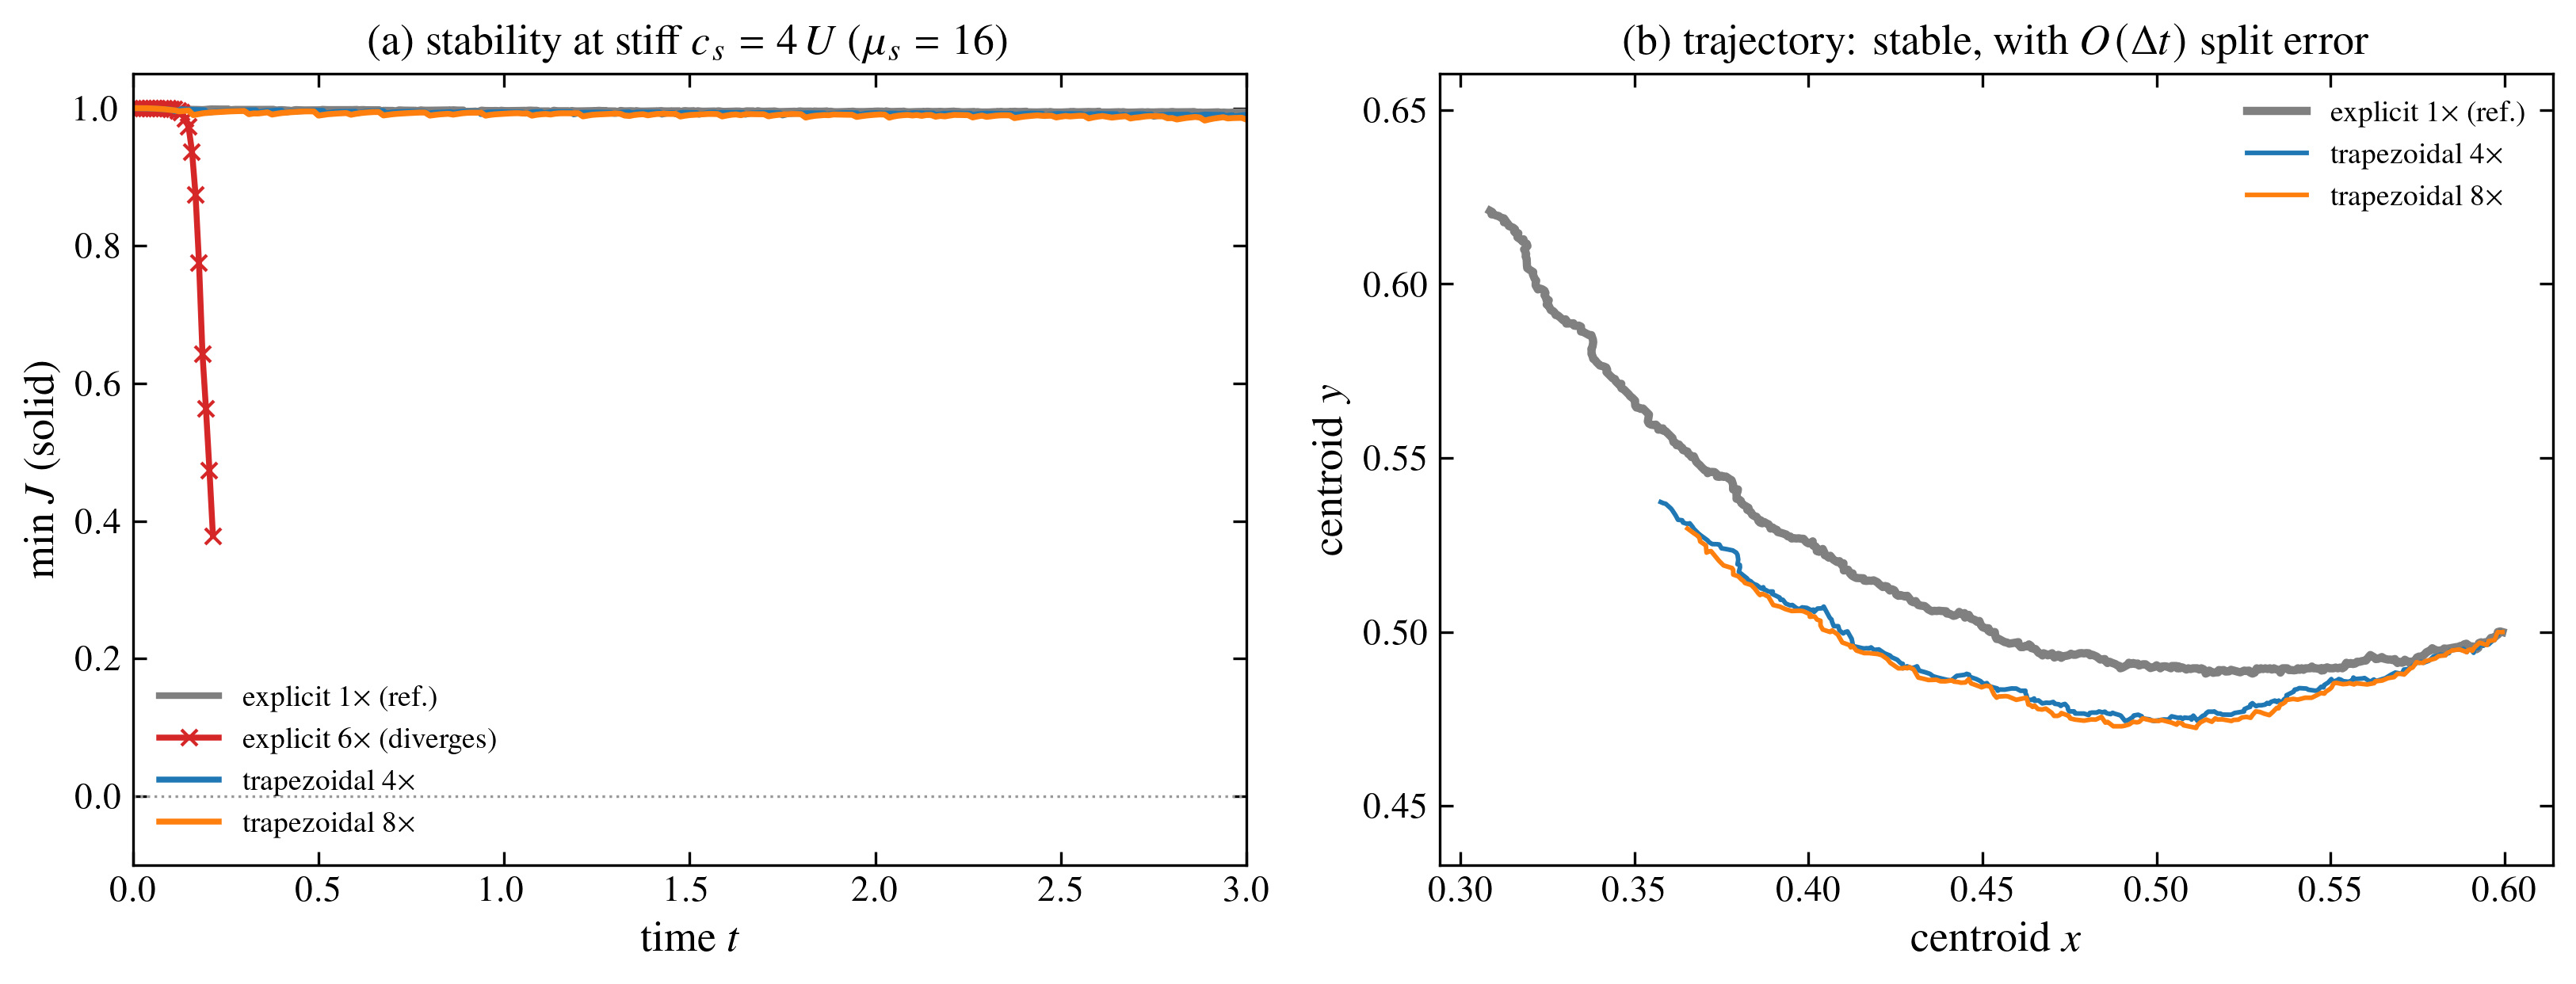 (a) stability at stiff c_s = 4 U (μ_s = 16)
min J (solid)
1.0
0.8
0.6
0.4
0.2
0.0
explicit 1× (ref.)
explicit 6× (diverges)
trapezoidal 4×
trapezoidal 8×
0.0 0.5 1.0 1.5 2.0 2.5 3.0
time t
(b) trajectory: stable, with O(Δt) split error
centroid y
0.65
0.60
0.55
0.50
0.45
explicit 1× (ref.)
trapezoidal 4×
trapezoidal 8×
0.30 0.35 0.40 0.45 0.50 0.55 0.60
centroid x